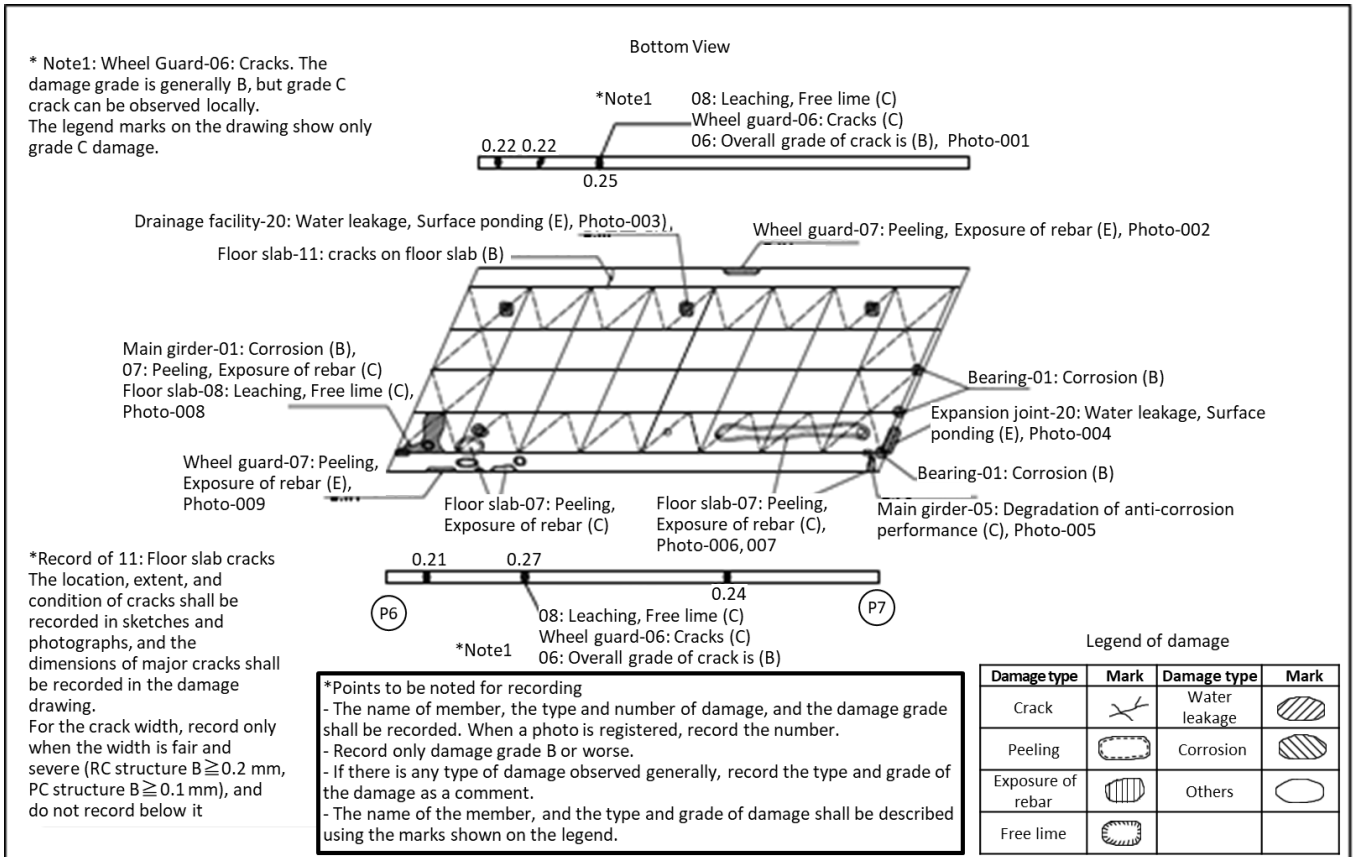 Bottom View
* Note1: Wheel Guard-06: Cracks. The
damage grade is generally B, but grade C
crack can be observed locally.
The legend marks on the drawing show only
grade C damage.
*Note1
08: Leaching, Free lime (C)
Wheel guard-06: Cracks (C)
06: Overall grade of crack is (B), Photo-001
0.22 0.22
0.25
Drainage facility-20: Water leakage, Surface ponding (E), Photo-003),
Wheel guard-07: Peeling, Exposure of rebar (E), Photo-002
Floor slab-11: cracks on floor slab (B)
Main girder-01: Corrosion (B),
07: Peeling, Exposure of rebar (C)
Floor slab-08: Leaching, Free lime (C),
Photo-008
Bearing-01: Corrosion (B)
Expansion joint-20: Water leakage, Surface
ponding (E), Photo-004
Wheel guard-07: Peeling,
Exposure of rebar (E),
Photo-009
Bearing-01: Corrosion (B)
Floor slab-07: Peeling,
Exposure of rebar (C)
Floor slab-07: Peeling,
Exposure of rebar (C),
Photo-006,007
Main girder-05: Degradation of anti-corrosion
performance (C), Photo-005
*Record of 11: Floor slab cracks
The location, extent, and
condition of cracks shall be
recorded in sketches and
photographs, and the
dimensions of major cracks shall
be recorded in the damage
drawing.
For the crack width, record only
when the width is fair and
severe (RC structure B≧0.2 mm,
PC structure B≧0.1 mm), and
do not record below it
0.21
0.27
0.24
P6
P7
08: Leaching, Free lime (C)
Wheel guard-06: Cracks (C)
06: Overall grade of crack is (B)
*Note1
*Points to be noted for recording
- The name of member, the type and number of damage, and the damage grade
shall be recorded. When a photo is registered, record the number.
- Record only damage grade B or worse.
- If there is any type of damage observed generally, record the type and grade of
the damage as a comment.
- The name of the member, and the type and grade of damage shall be described
using the marks shown on the legend.
Legend of damage
Damage type Mark Damage type Mark
Crack
Water
leakage
Peeling
Corrosion
Exposure of
rebar
Others
Free lime